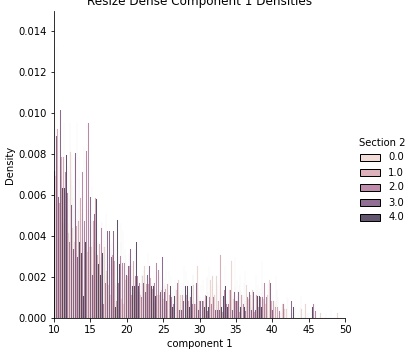 Resize Dense Component 1 Densities
0.014
0.012
0.010
0.008
0.006
0.004
0.002
0.000
Density
10 15 20 25 30 35 40 45 50
component 1
Section 2
0.0
1.0
2.0
3.0
4.0